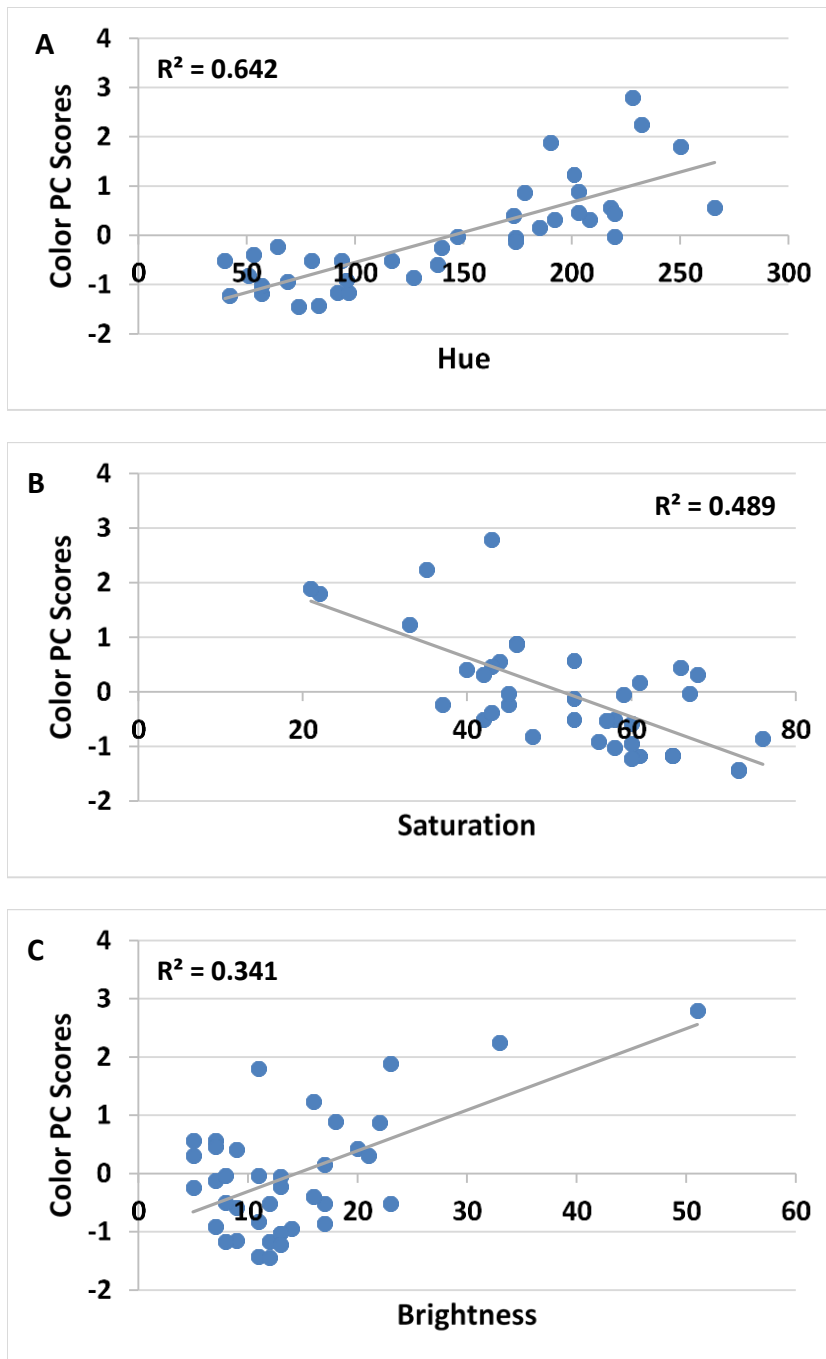 A
R² = 0.642
Color PC Scores
4
3
2
1
0
-1
-2
0 50 100 150 200 250 300
Hue
B
R² = 0.489
Color PC Scores
4
3
2
1
0
-1
-2
0 20 40 60 80
Saturation
C
R² = 0.341
Color PC Scores
4
3
2
1
0
-1
-2
0 10 20 30 40 50 60
Brightness